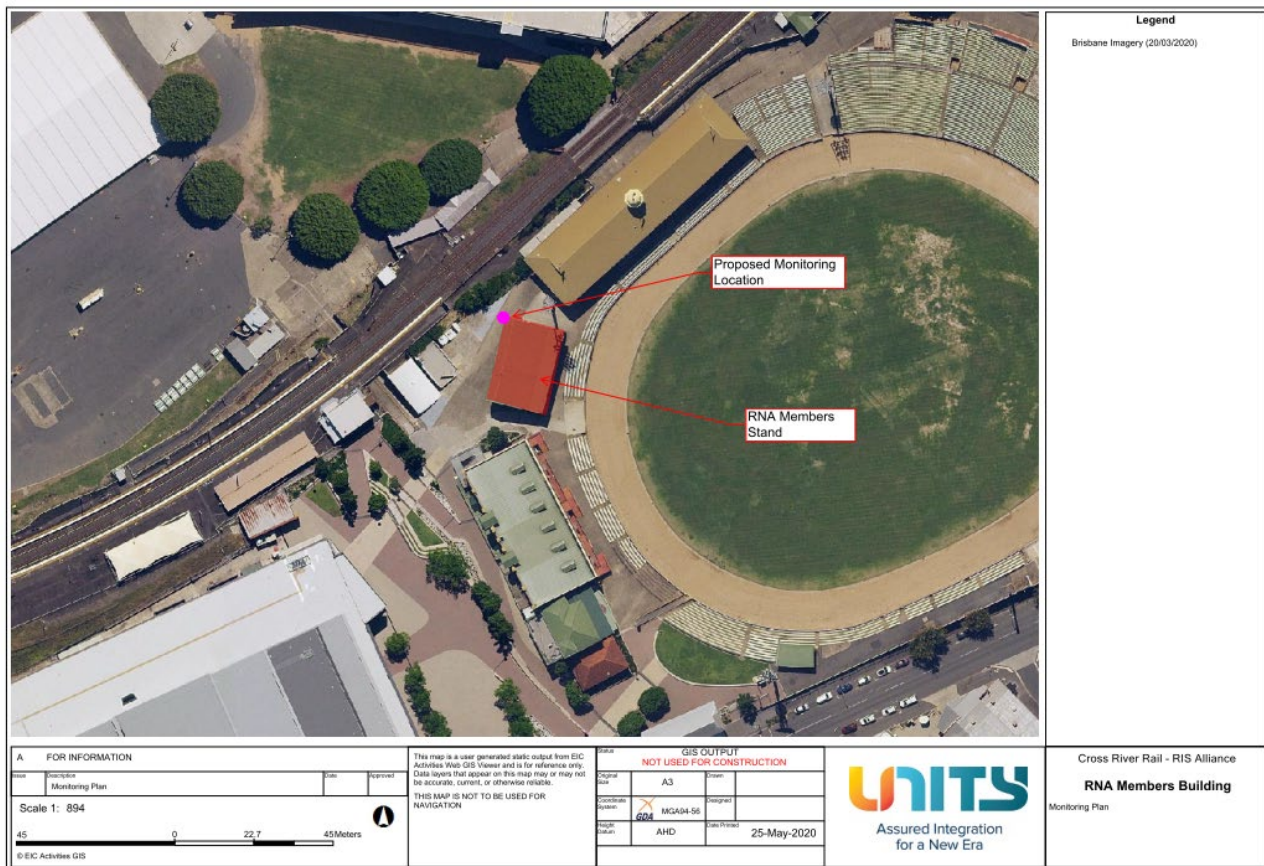 Legend
Brisbane Imagery (20/03/2020)
Proposed Monitoring
Location
RNA Members
Stand
A FOR INFORMATION
Issue Description Date Approved
Monitoring Plan
Scale 1: 894
45 0 22.7 45 Meters
© EIC Activities GIS
This map is a user generated static output from EIC
Activities Web GIS Viewer and is for reference only.
Data layers that appear on this map may or may not
be accurate, current, or otherwise reliable.
THIS MAP IS NOT TO BE USED FOR
NAVIGATION
Status GIS OUTPUT
NOT USED FOR CONSTRUCTION
Original
Size A3 Drawn
Coordinate
System GDA MGA94-56 Designed
Height
Datum AHD Date Printed 25-May-2020
UNITY
Assured Integration
for a New Era
Cross River Rail - RIS Alliance
RNA Members Building
Monitoring Plan